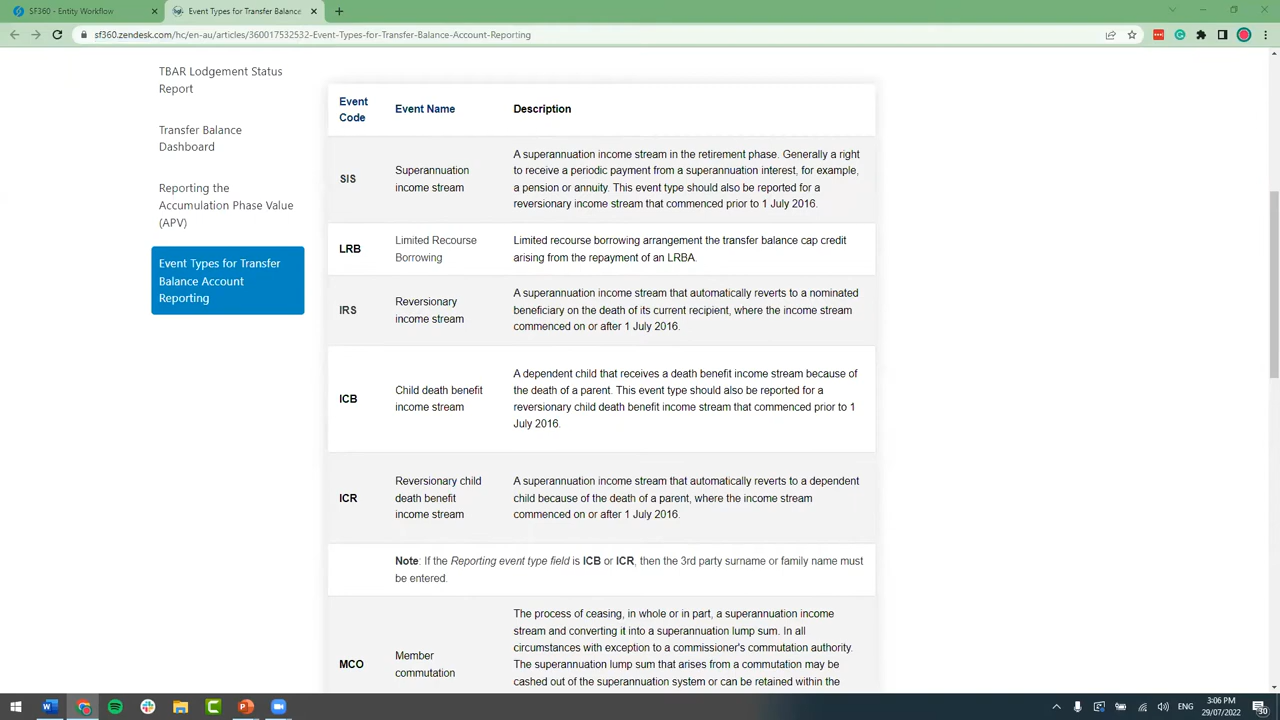 SF360 - Entity Workflow
Event Types for Transfer Balance
sf360.zendesk.com/hc/en-au/articles/360017532532-Event-Types-for-Transfer-Balance-Account-Reporting
TBAR Lodgement Status
Report
Transfer Balance
Dashboard
Reporting the
Accumulation Phase Value
(APV)
Event Types for Transfer
Balance Account
Reporting
Event
Code
Event Name
Description
SIS
Superannuation
income stream
A superannuation income stream in the retirement phase. Generally a right
to receive a periodic payment from a superannuation interest, for example,
a pension or annuity. This event type should also be reported for a
reversionary income stream that commenced prior to 1 July 2016.
LRB
Limited Recourse
Borrowing
Limited recourse borrowing arrangement the transfer balance cap credit
arising from the repayment of an LRBA.
IRS
Reversionary
income stream
A superannuation income stream that automatically reverts to a nominated
beneficiary on the death of its current recipient, where the income stream
commenced on or after 1 July 2016.
ICB
Child death benefit
income stream
A dependent child that receives a death benefit income stream because of
the death of a parent. This event type should also be reported for a
reversionary child death benefit income stream that commenced prior to 1
July 2016.
ICR
Reversionary child
death benefit
income stream
A superannuation income stream that automatically reverts to a dependent
child because of the death of a parent, where the income stream
commenced on or after 1 July 2016.
Note: If the Reporting event type field is ICB or ICR, then the 3rd party surname or family name must
be entered.
MCO
Member
commutation
The process of ceasing, in whole or in part, a superannuation income
stream and converting it into a superannuation lump sum. In all
circumstances with exception to a commissioner's commutation authority.
The superannuation lump sum that arises from a commutation may be
cashed out of the superannuation system or can be retained within the
ENG
3:06 PM
29/07/2022
30